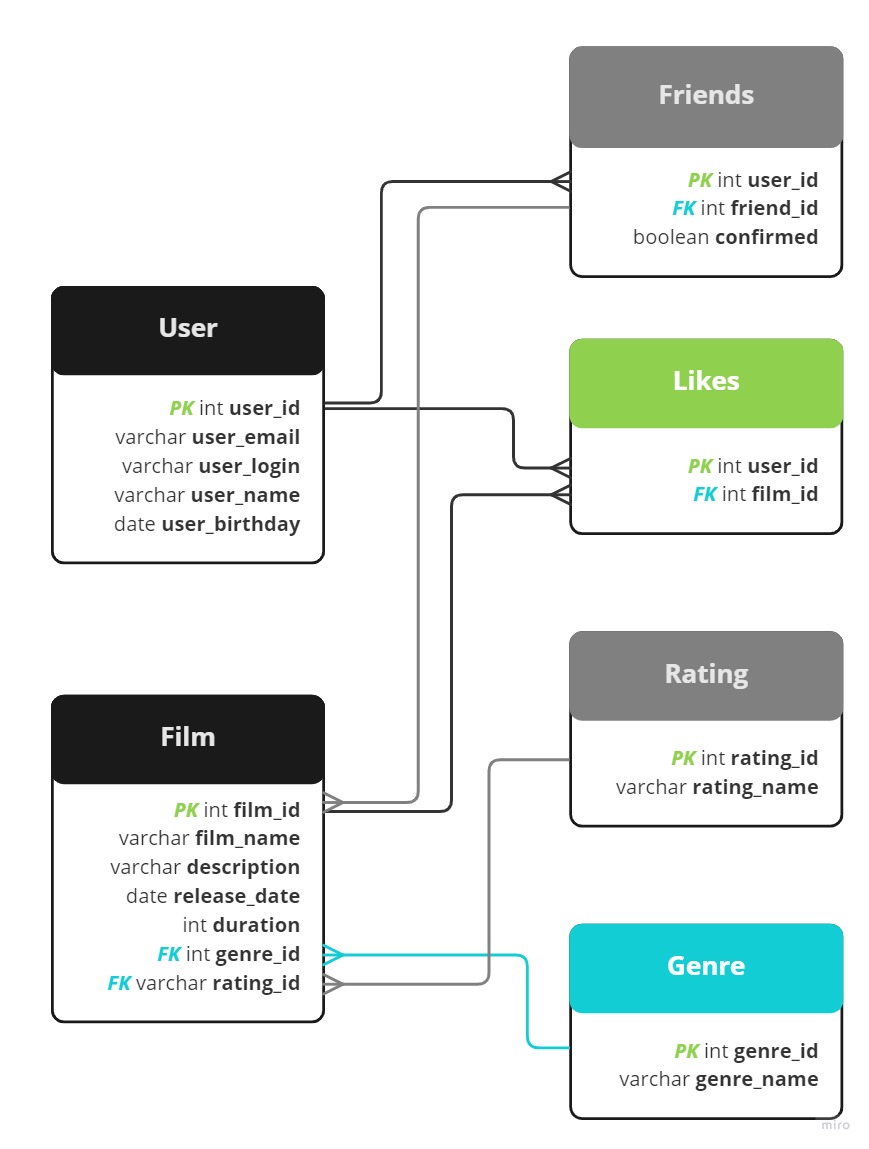 Friends
PK int user_id
FK int friend_id
boolean confirmed
User
PK int user_id
varchar user_email
varchar user_login
varchar user_name
date user_birthday
Likes
PK int user_id
FK int film_id
Film
PK int film_id
varchar film_name
varchar description
date release_date
int duration
FK int genre_id
FK varchar rating_id
Rating
PK int rating_id
varchar rating_name
Genre
PK int genre_id
varchar genre_name
miro